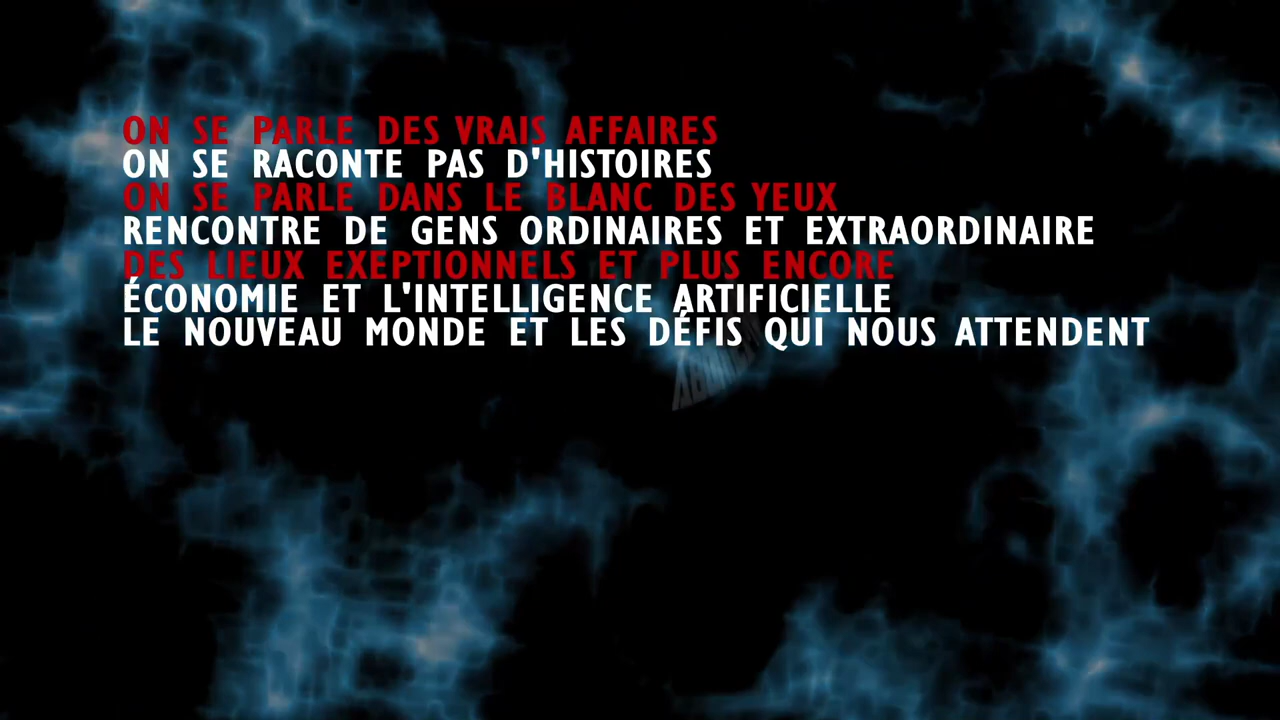 ON SE PARLE DES VRAIS AFFAIRES
ON SE RACONTE PAS D'HISTOIRES
ON SE PARLE DANS LE BLANC DES YEUX
RENCONTRE DE GENS ORDINAIRES ET EXTRAORDINAIRE
DES LIEUX EXEPTIONNELS ET PLUS ENCORE
ÉCONOMIE ET L'INTELLIGENCE ARTIFICIELLE
LE NOUVEAU MONDE ET LES DÉFIS QUI NOUS ATTENDENT